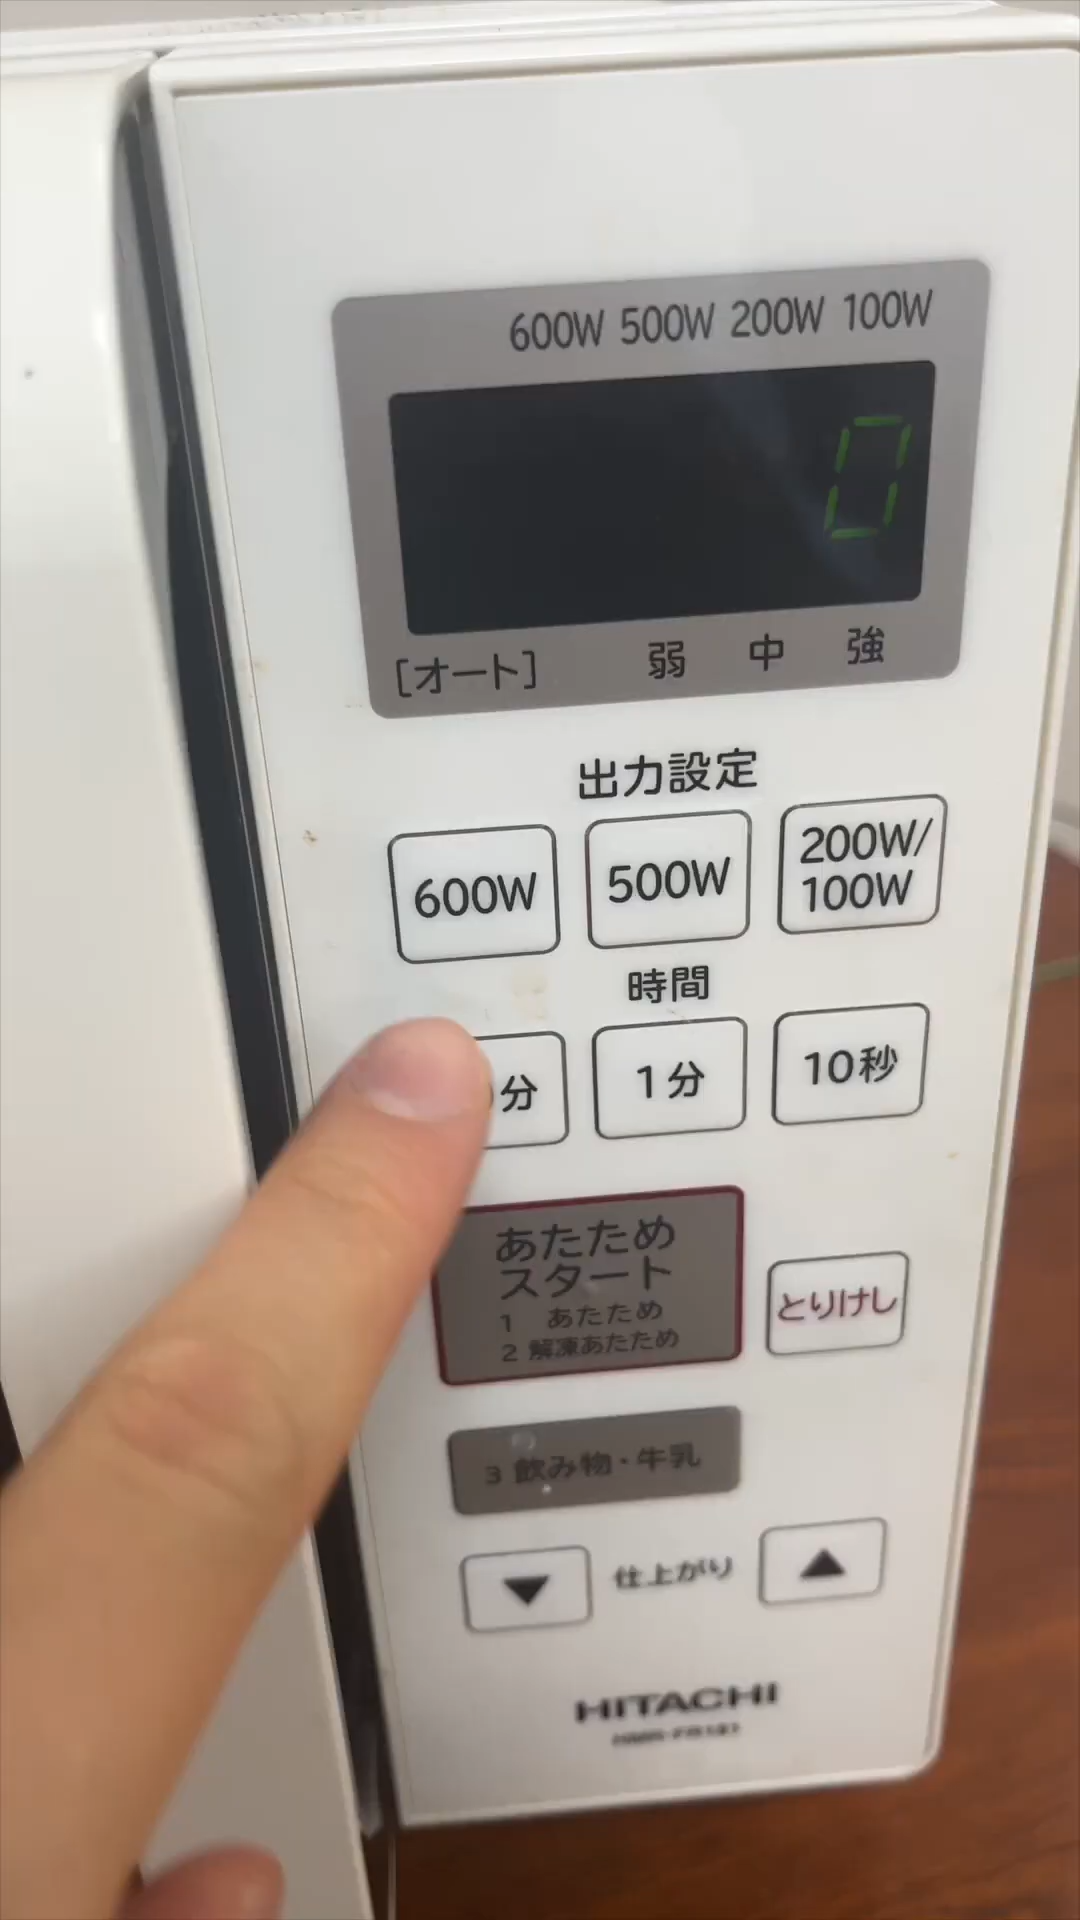 600W 500W 200W 100W
0
[オート] 弱 中 強
出力設定
600W
500W
200W/
100W
時間
分
1分
10秒
あたため
スタート
1 あたため
2 解凍あたため
とりけし
3 飲み物・牛乳
▼ 仕上がり ▲
HITACHI